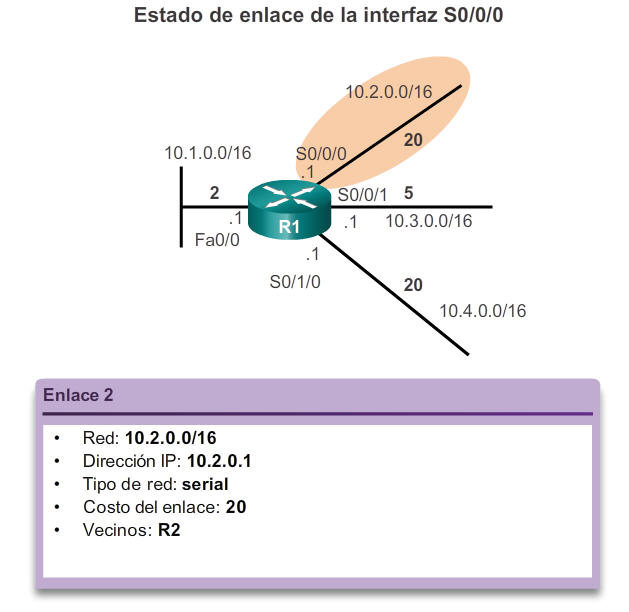 Estado de enlace de la interfaz S0/0/0
10.2.0.0/16
20
10.1.0.0/16
S0/0/0
.1
2
S0/0/1
5
.1
R1
.1
10.3.0.0/16
Fa0/0
.1
S0/1/0
20
10.4.0.0/16
Enlace 2
• Red: 10.2.0.0/16
• Dirección IP: 10.2.0.1
• Tipo de red: serial
• Costo del enlace: 20
• Vecinos: R2